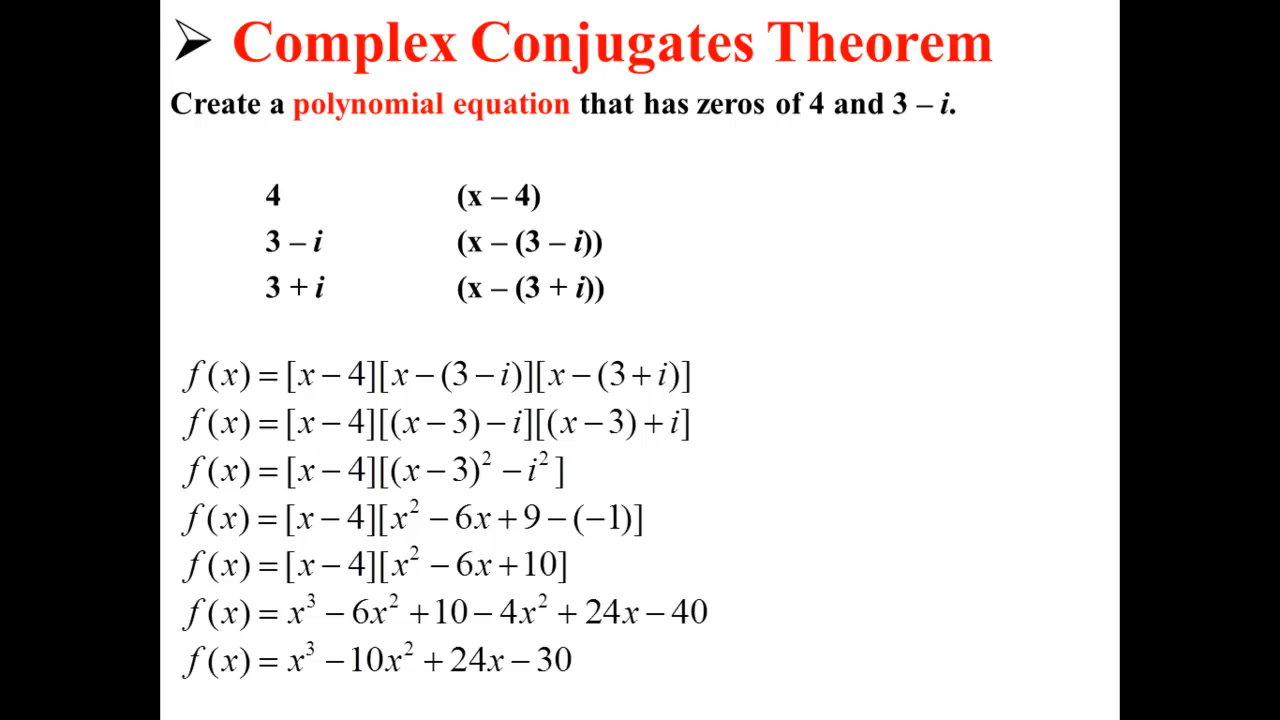 ➢ Complex Conjugates Theorem
Create a polynomial equation that has zeros of 4 and 3 – i.
4 (x – 4)
3 – i (x – (3 – i))
3 + i (x – (3 + i))
f(x) = [x − 4][x − (3 − i)][x − (3 + i)]
f(x) = [x − 4][(x − 3) − i][(x − 3) + i]
f(x) = [x − 4][(x − 3)² − i²]
f(x) = [x − 4][x² − 6x + 9 − (−1)]
f(x) = [x − 4][x² − 6x + 10]
f(x) = x³ − 6x² + 10 − 4x² + 24x − 40
f(x) = x³ − 10x² + 24x − 30